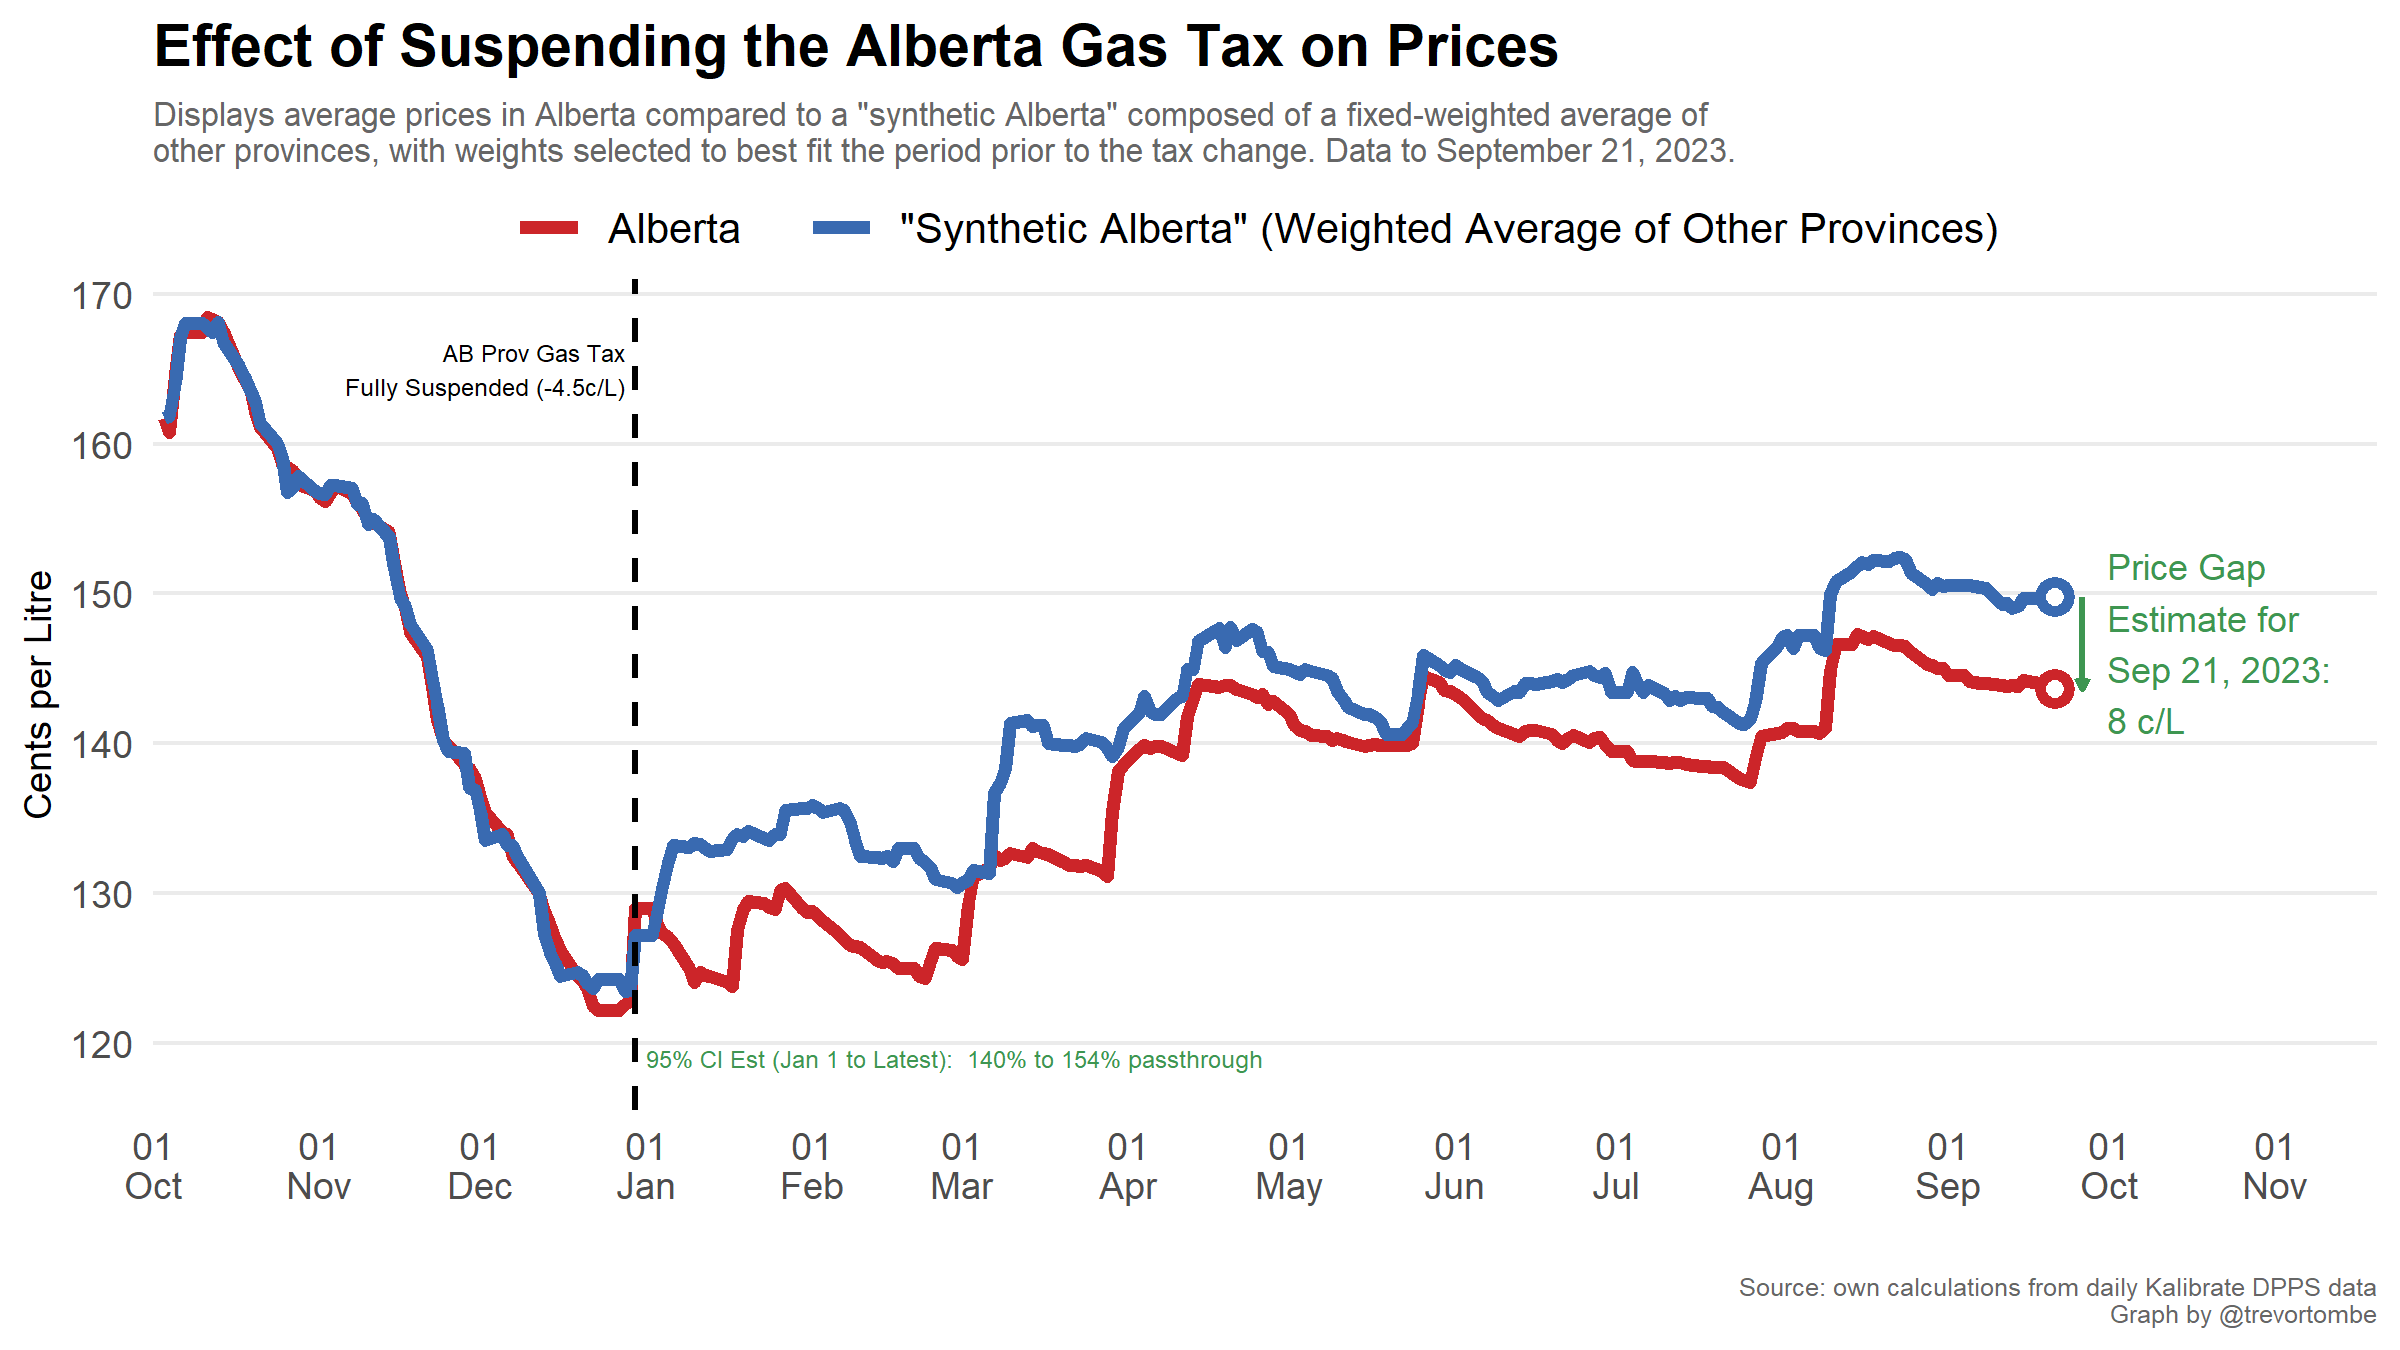 Effect of Suspending the Alberta Gas Tax on Prices
Displays average prices in Alberta compared to a "synthetic Alberta" composed of a fixed-weighted average of
other provinces, with weights selected to best fit the period prior to the tax change. Data to September 21, 2023.
Alberta
"Synthetic Alberta" (Weighted Average of Other Provinces)
Cents per Litre
170
160
150
140
130
120
AB Prov Gas Tax
Fully Suspended (-4.5c/L)
Price Gap
Estimate for
Sep 21, 2023:
8 c/L
95% CI Est (Jan 1 to Latest):  140% to 154% passthrough
01 01 01 01 01 01 01 01 01 01 01 01 01 01
Oct Nov Dec Jan Feb Mar Apr May Jun Jul Aug Sep Oct Nov
Source: own calculations from daily Kalibrate DPPS data
Graph by @trevortombe